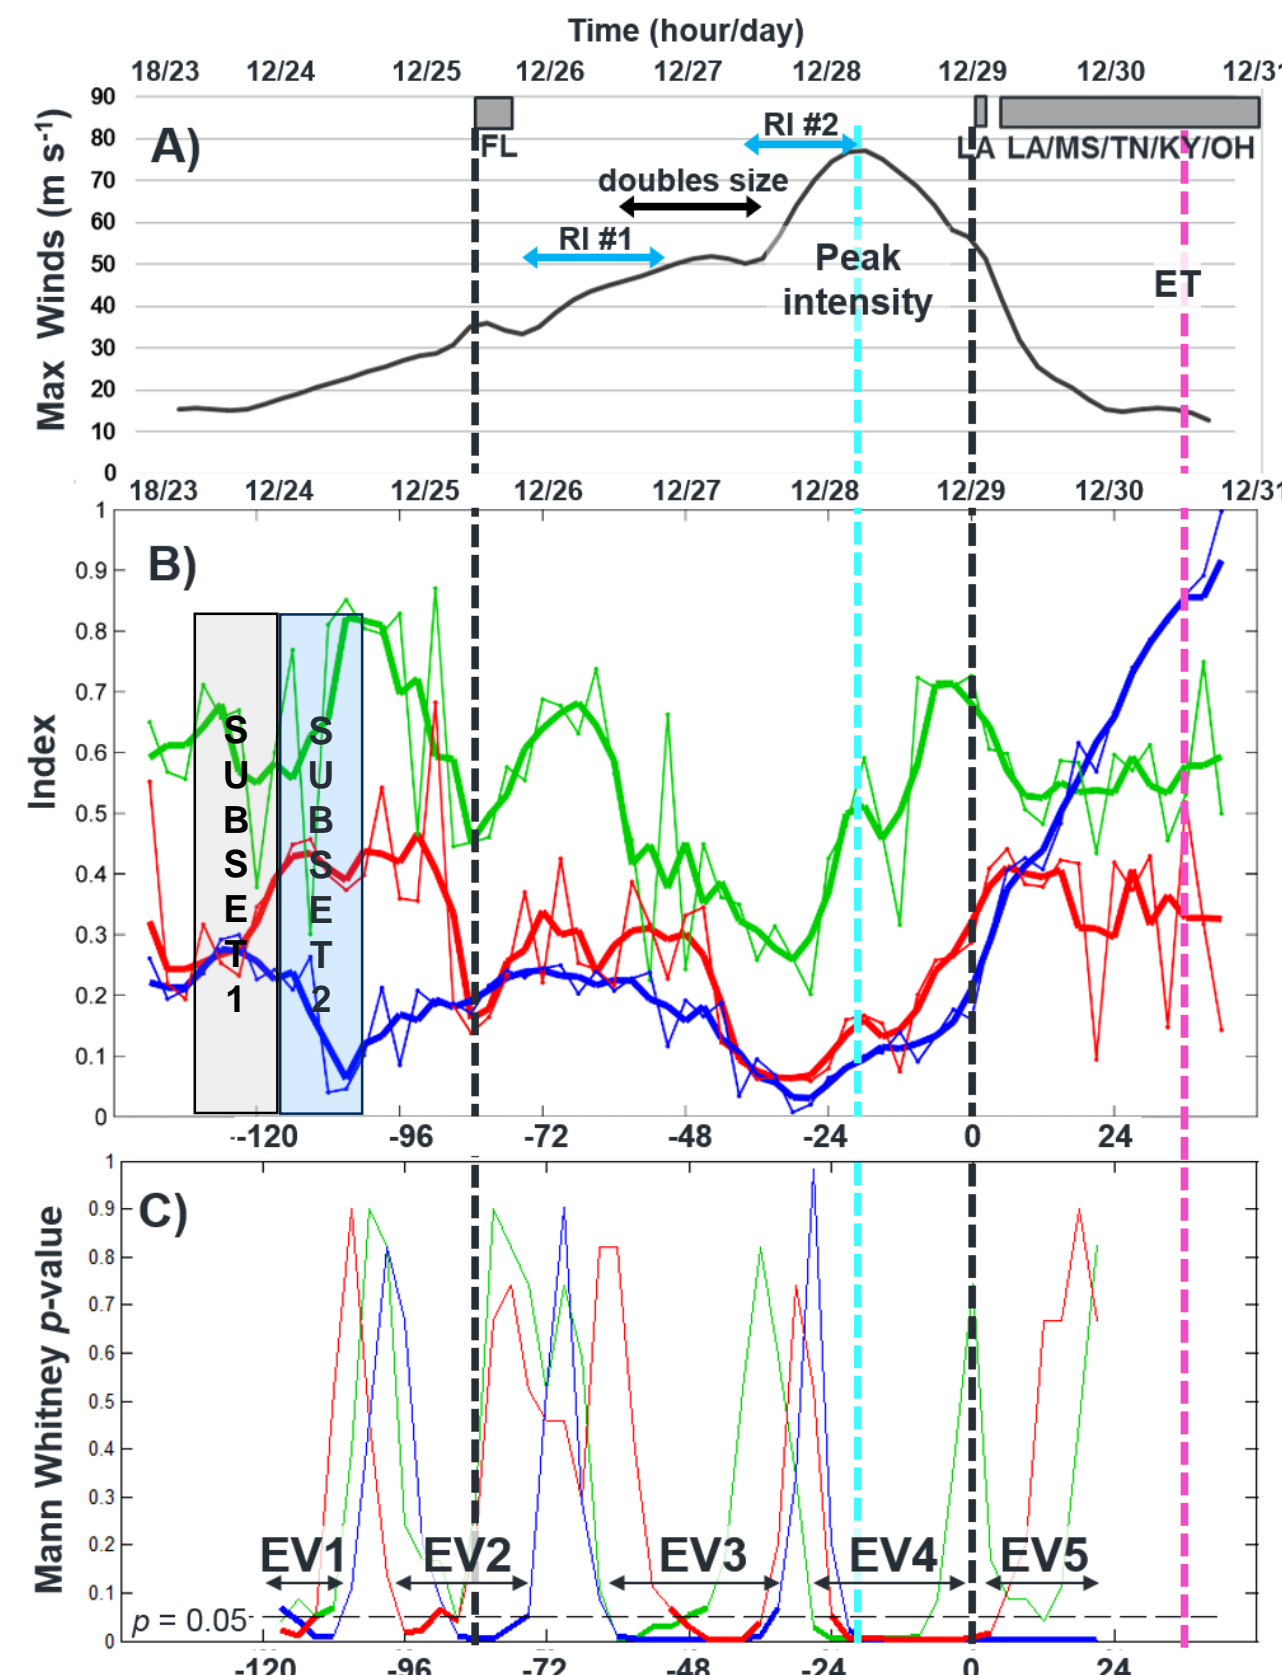 Time (hour/day)
18/23 12/24 12/25 12/26 12/27 12/28 12/29 12/30 12/31
90
80
70
60
50
40
30
20
10
0
Max Winds (m s-1)
A)
FL
RI #1
doubles size
RI #2
Peak
intensity
LA LA/MS/TN/KY/OH
ET
18/23 12/24 12/25 12/26 12/27 12/28 12/29 12/30 12/31
1
0.9
0.8
0.7
0.6
0.5
0.4
0.3
0.2
0.1
0
Index
B)
SUBSET1
SUBSET2
-120 -96 -72 -48 -24 0 24
1
0.9
0.8
0.7
0.6
0.5
0.4
0.3
0.2
0.1
0
Mann Whitney p-value
C)
EV1 EV2 EV3 EV4 EV5
p = 0.05
-120 -96 -72 -48 -24 0 24